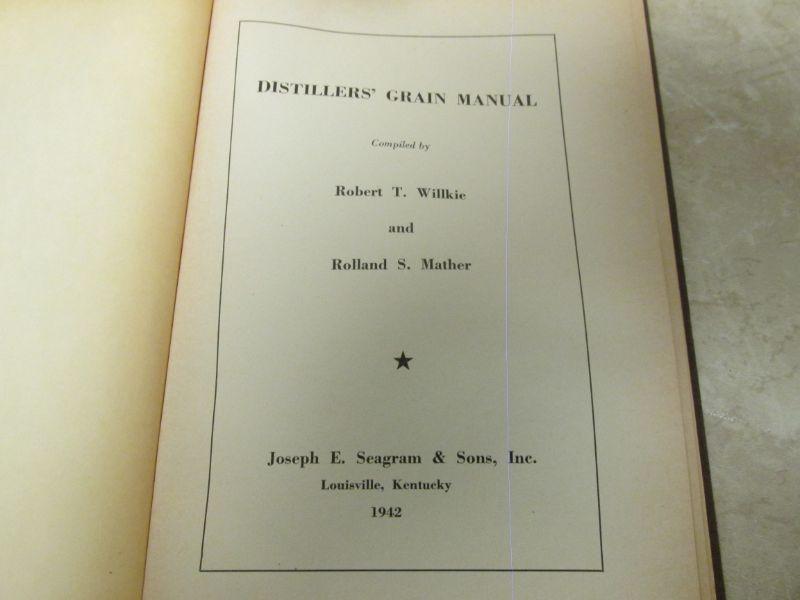 DISTILLERS' GRAIN MANUAL
Compiled by
Robert T. Willkie
and
Rolland S. Mather
Joseph E. Seagram & Sons, Inc.
Louisville, Kentucky
1942